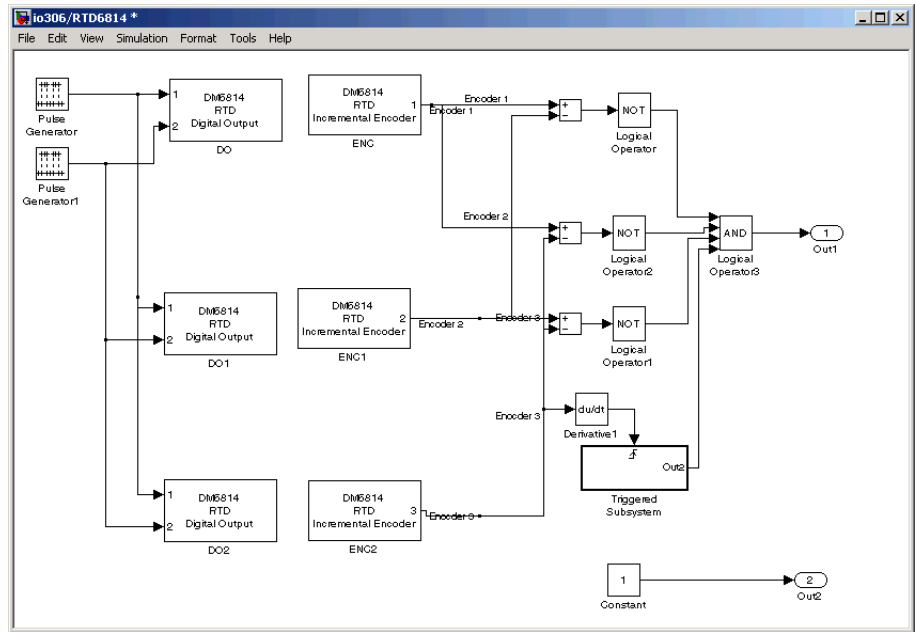 io306/RTD6814 *
File Edit View Simulation Format Tools Help
Pulse
Generator
1
2
DM6814
RTD
Digital Output
DO
DM6814
RTD
Incremental Encoder
1
ENC
Encoder 1
Encoder 1
+
−
NOT
Logical
Operator
Pulse
Generator1
Encoder 2
+
−
NOT
Logical
Operator2
AND
Logical
Operator3
1
Out1
1
2
DM6814
RTD
Digital Output
DO1
DM6814
RTD
Incremental Encoder
2
ENC1
Encoder 2
Encoder 3
+
−
NOT
Logical
Operator1
Enocder 3
du/dt
Derivative1
Out2
Triggered
Subsystem
1
2
DM6814
RTD
Digital Output
DO2
DM6814
RTD
Incremental Encoder
3
ENC2
Enocder 3
1
Constant
2
Out2